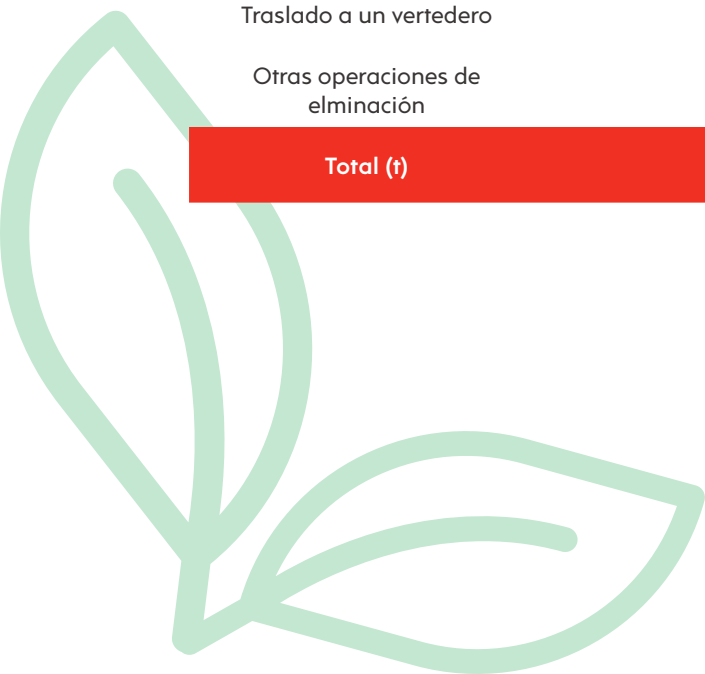 Traslado a un vertedero
Otras operaciones de
elminación
Total (t)